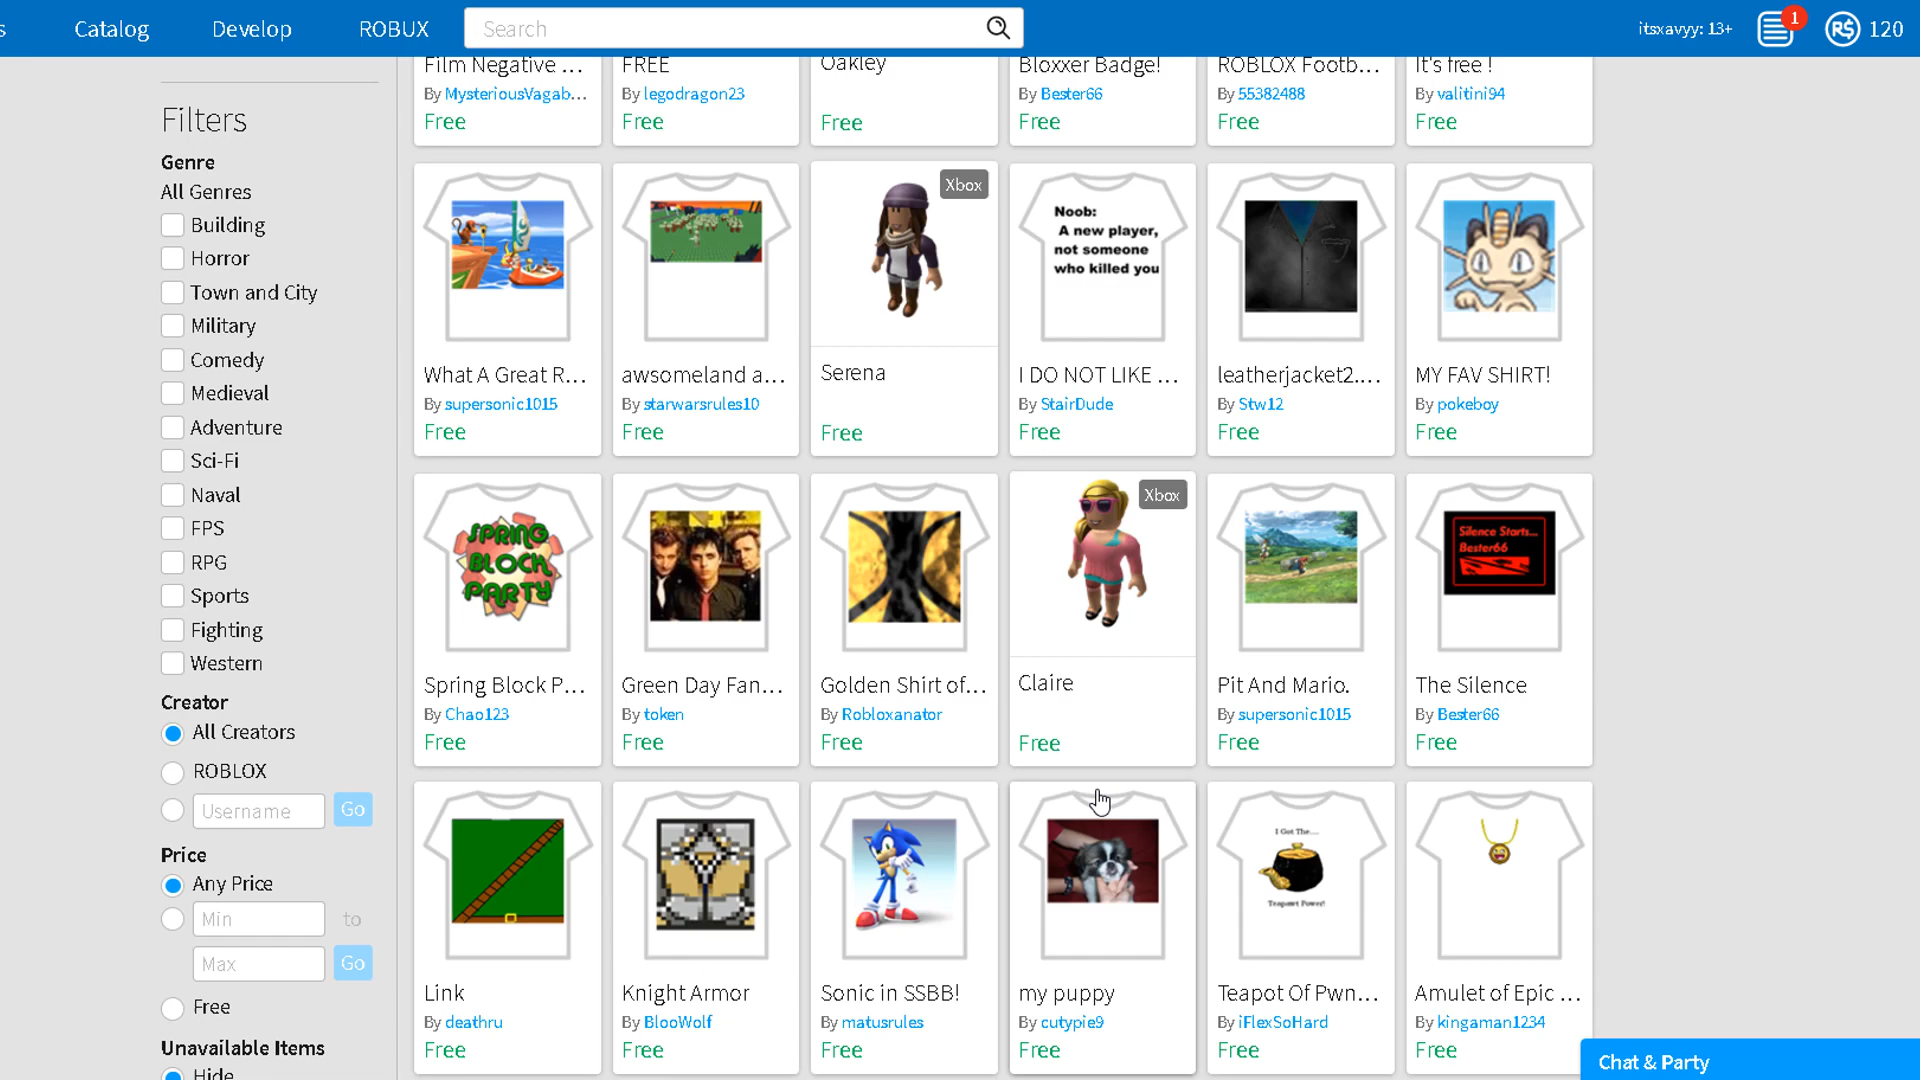 s Catalog Develop ROBUX Search itsxavyy: 13+ 1 R$ 120
Film Negative ... FREE Oakley Bloxxer Badge! ROBLOX Footb... It's free !
By MysteriousVagab... By legodragon23 By Bester66 By 55382488 By valitini94
Free Free Free Free Free Free
Filters
Genre
All Genres
Building
Horror
Town and City
Military
Comedy
Medieval
Adventure
Sci-Fi
Naval
FPS
RPG
Sports
Fighting
Western
Creator
All Creators
ROBLOX
Username Go
Price
Any Price
Min to
Max Go
Free
Unavailable Items
Hide
Xbox
Nob:
A new player,
not someone
who killed you
What A Great R... awsomeland a... Serena I DO NOT LIKE ... leatherjacket2.... MY FAV SHIRT!
By supersonic1015 By starwarsrules10 By StairDude By Stw12 By pokeboy
Free Free Free Free Free Free
SPRING
BLOCK
PARTY
Xbox
Silence Starts...
Bester66
Spring Block P... Green Day Fan... Golden Shirt of... Claire Pit And Mario. The Silence
By Chao123 By token By Robloxanator By supersonic1015 By Bester66
Free Free Free Free Free Free
I Got The....
Teapawt Power!
Link Knight Armor Sonic in SSBB! my puppy Teapot Of Pwn... Amulet of Epic ...
By deathru By BlooWolf By matusrules By cutypie9 By iFlexSoHard By kingaman1234
Free Free Free Free Free Free
Chat & Party